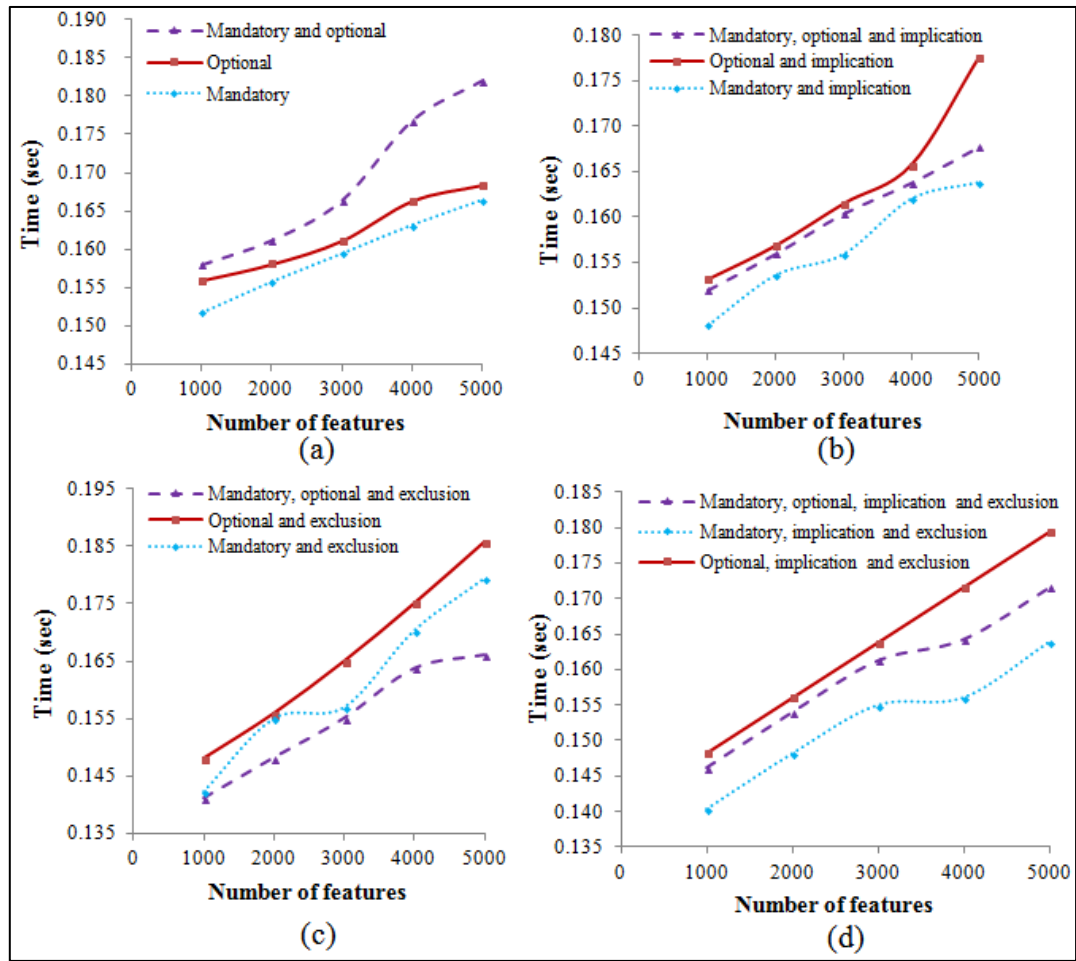 0.190
0.185
0.180
0.175
0.170
0.165
0.160
0.155
0.150
0.145
Time (sec)
Mandatory and optional
Optional
Mandatory
0 1000 2000 3000 4000 5000
Number of features
(a)
0.180
0.175
0.170
0.165
0.160
0.155
0.150
0.145
Time (sec)
Mandatory, optional and implication
Optional and implication
Mandatory and implication
0 1000 2000 3000 4000 5000
Number of features
(b)
0.195
0.185
0.175
0.165
0.155
0.145
0.135
Time (sec)
Mandatory, optional and exclusion
Optional and exclusion
Mandatory and exclusion
0 1000 2000 3000 4000 5000
Number of features
(c)
0.185
0.180
0.175
0.170
0.165
0.160
0.155
0.150
0.145
0.140
0.135
Time (sec)
Mandatory, optional, implication and exclusion
Mandatory, implication and exclusion
Optional, implication and exclusion
0 1000 2000 3000 4000 5000
Number of features
(d)